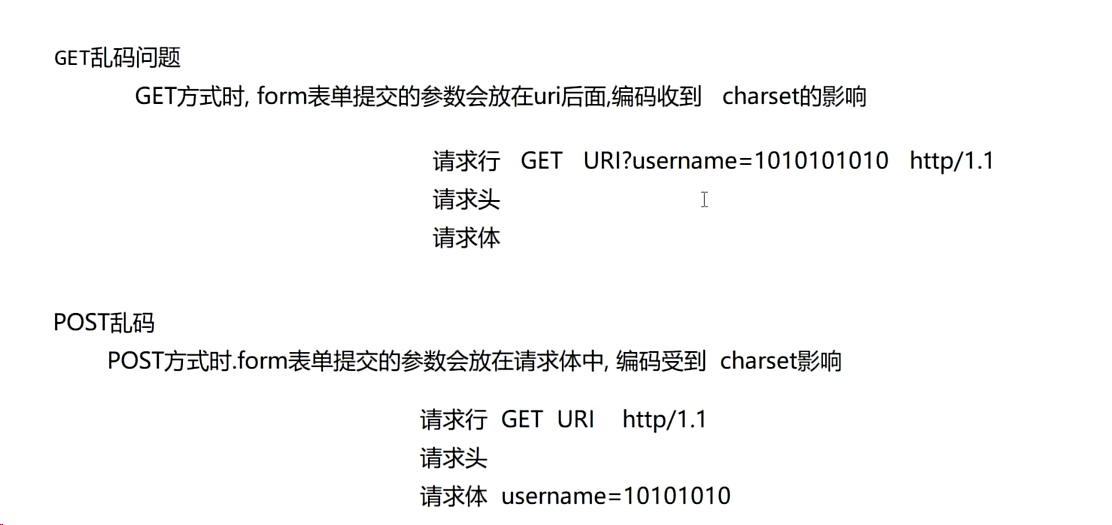 GET乱码问题
GET方式时, form表单提交的参数会放在uri后面,编码收到 charset的影响
请求行 GET URI?username=1010101010 http/1.1
请求头
请求体
POST乱码
POST方式时.form表单提交的参数会放在请求体中, 编码受到 charset影响
请求行 GET URI http/1.1
请求头
请求体 username=10101010